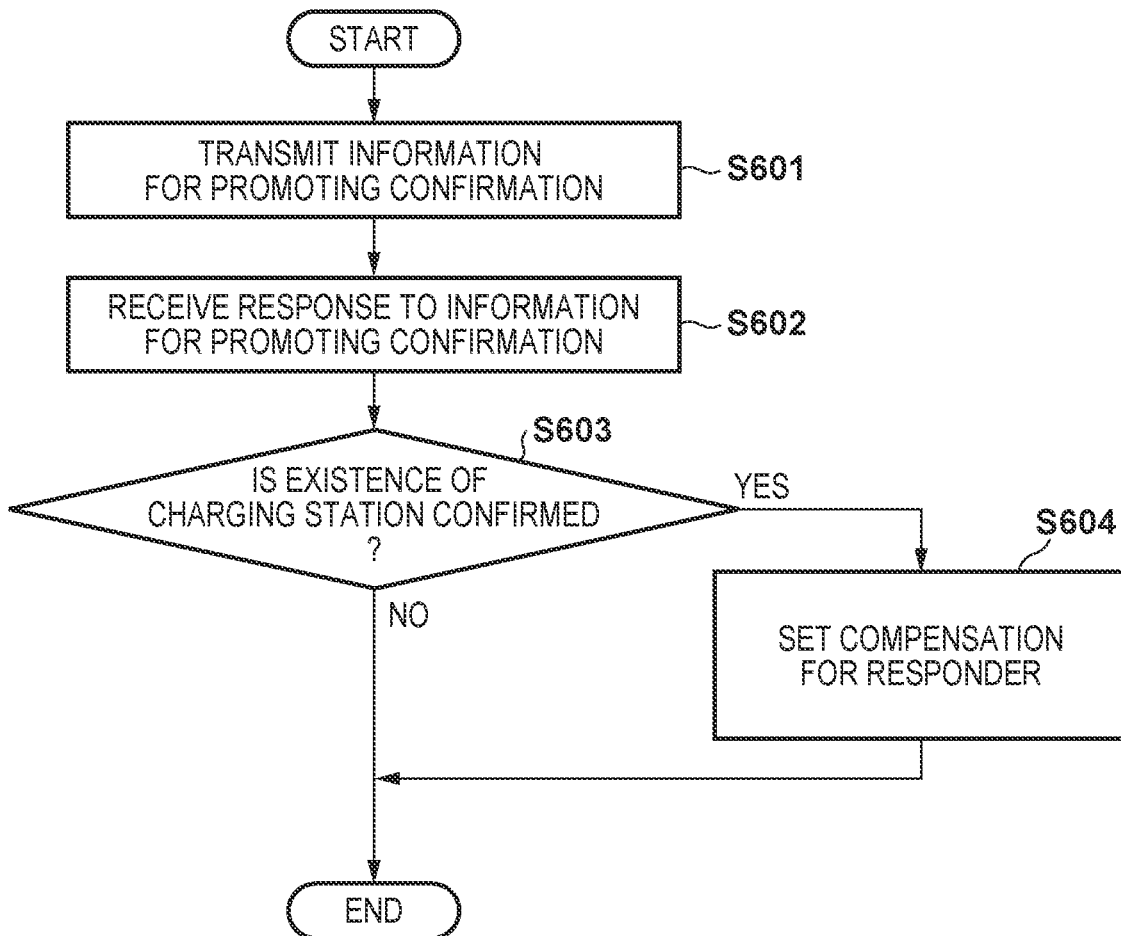 START
TRANSMIT INFORMATION
FOR PROMOTING CONFIRMATION
S601
RECEIVE RESPONSE TO INFORMATION
FOR PROMOTING CONFIRMATION
S602
S603
IS EXISTENCE OF
CHARGING STATION CONFIRMED
?
YES
NO
S604
SET COMPENSATION
FOR RESPONDER
END